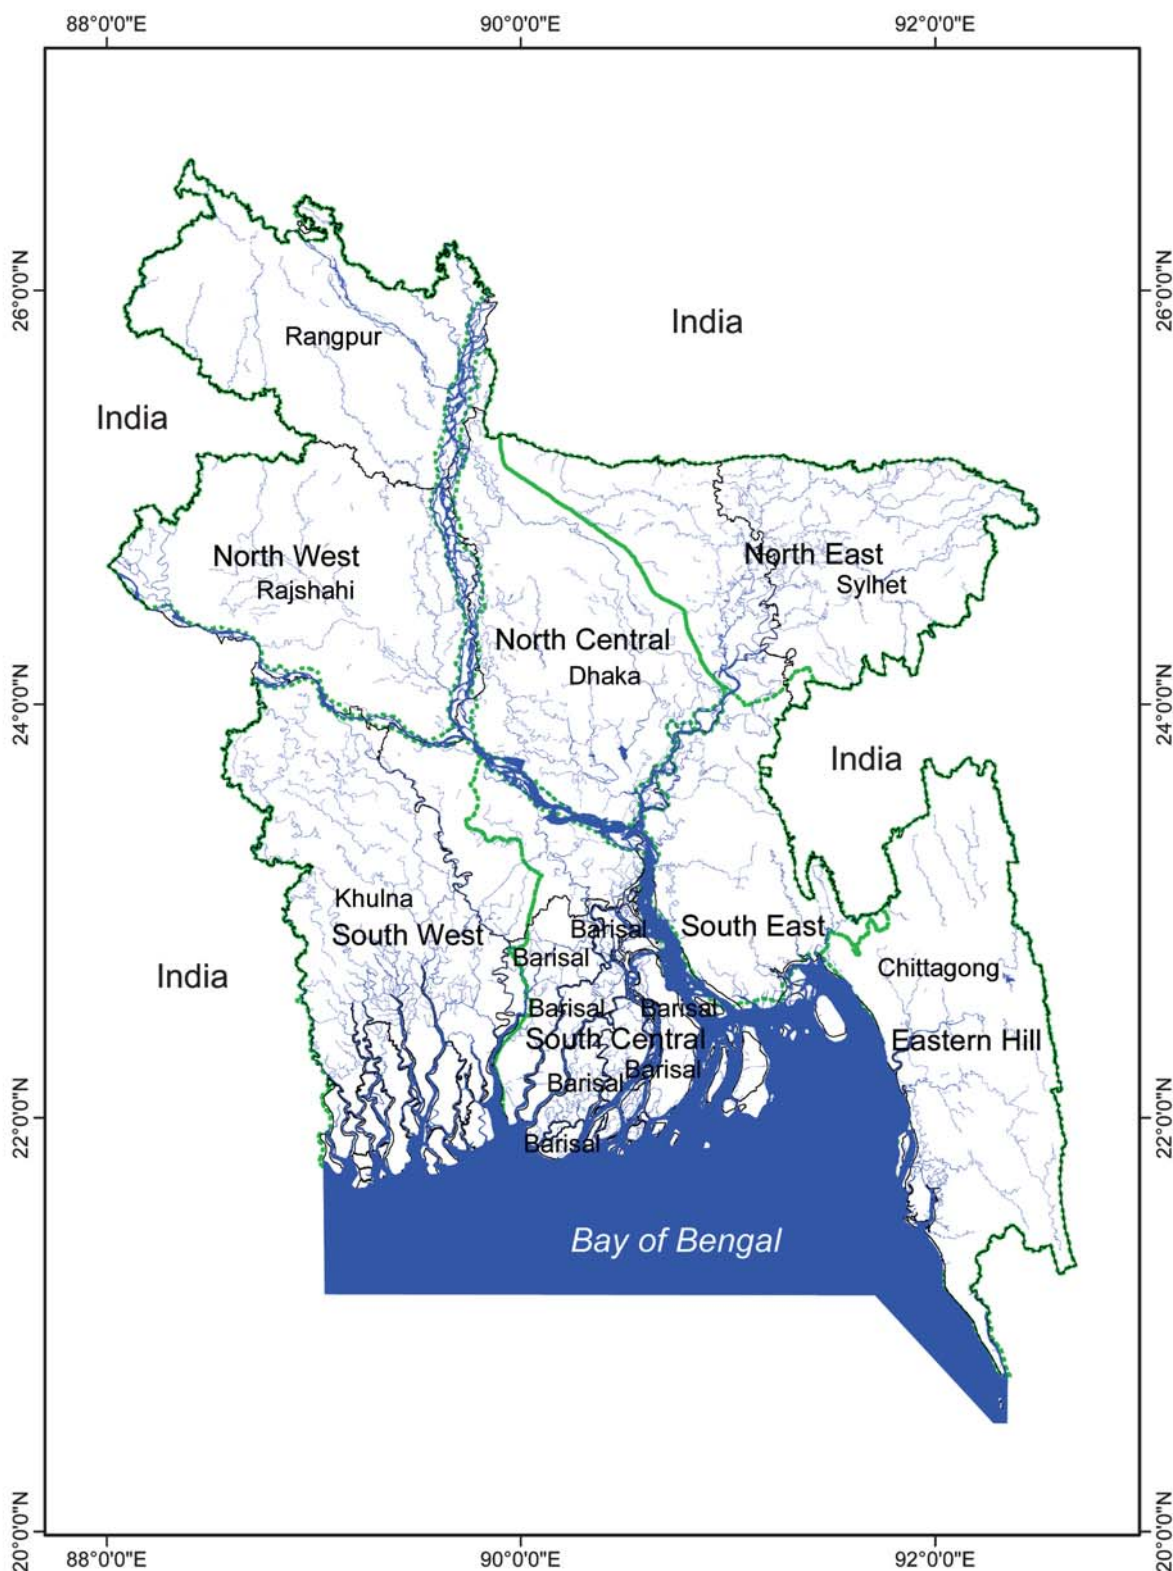 88°0'0"E
90°0'0"E
92°0'0"E
26°0'0"N
26°0'0"N
India
Rangpur
India
North West
North East
Rajshahi
Sylhet
North Central
Dhaka
24°0'0"N
24°0'0"N
India
Khulna
South West
Barisal
South East
Barisal
India
Chittagong
Barisal
Barisal
South Central
Eastern Hill
Barisal
Barisal
22°0'0"N
22°0'0"N
Barisal
Bay of Bengal
20°0'0"N
20°0'0"N
88°0'0"E
90°0'0"E
92°0'0"E